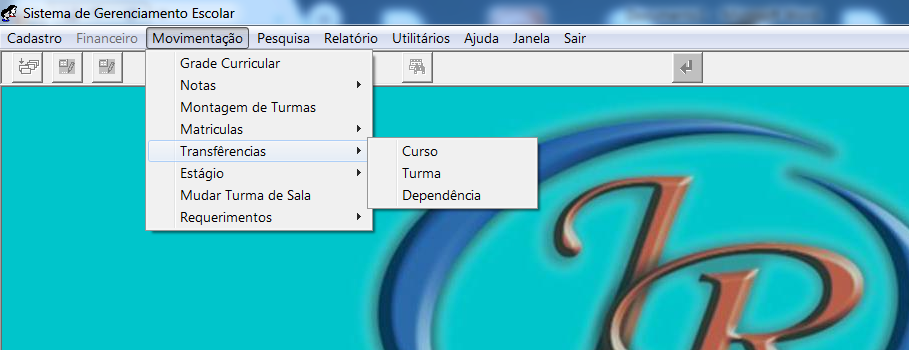 Sistema de Gerenciamento Escolar
Cadastro Financeiro Movimentação Pesquisa Relatório Utilitários Ajuda Janela Sair
Grade Curricular
Notas
Montagem de Turmas
Matriculas
Transfêrencias
Curso
Turma
Dependência
Estágio
Mudar Turma de Sala
Requerimentos
JR